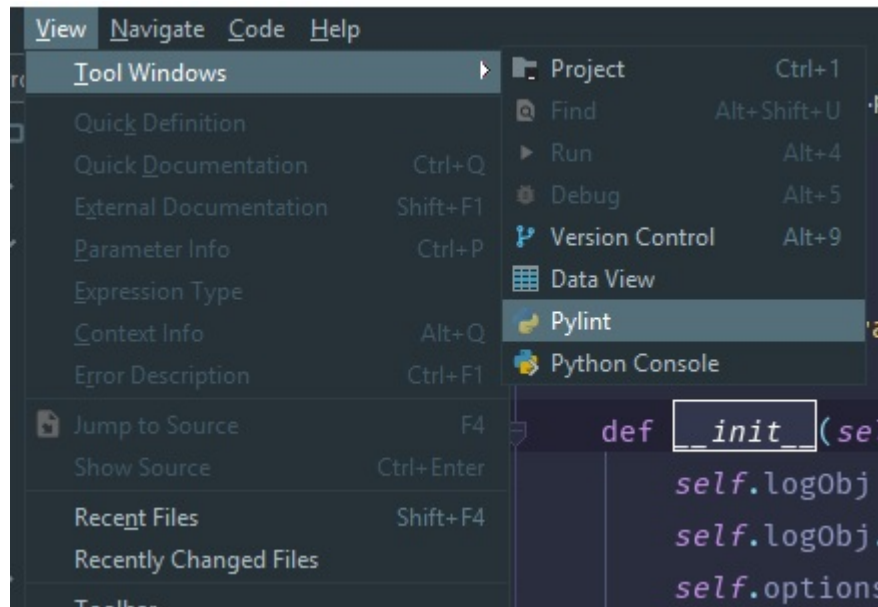 View Navigate Code Help
Tool Windows
Quick Definition
Quick Documentation Ctrl+Q
External Documentation Shift+F1
Parameter Info Ctrl+P
Expression Type
Context Info Alt+Q
Error Description Ctrl+F1
Jump to Source F4
Show Source Ctrl+Enter
Recent Files Shift+F4
Recently Changed Files
Toolbar
Project Ctrl+1
Find Alt+Shift+U
Run Alt+4
Debug Alt+5
Version Control Alt+9
Data View
Pylint
Python Console
def __init__(sel
self.logObj
self.logObj.
self.options